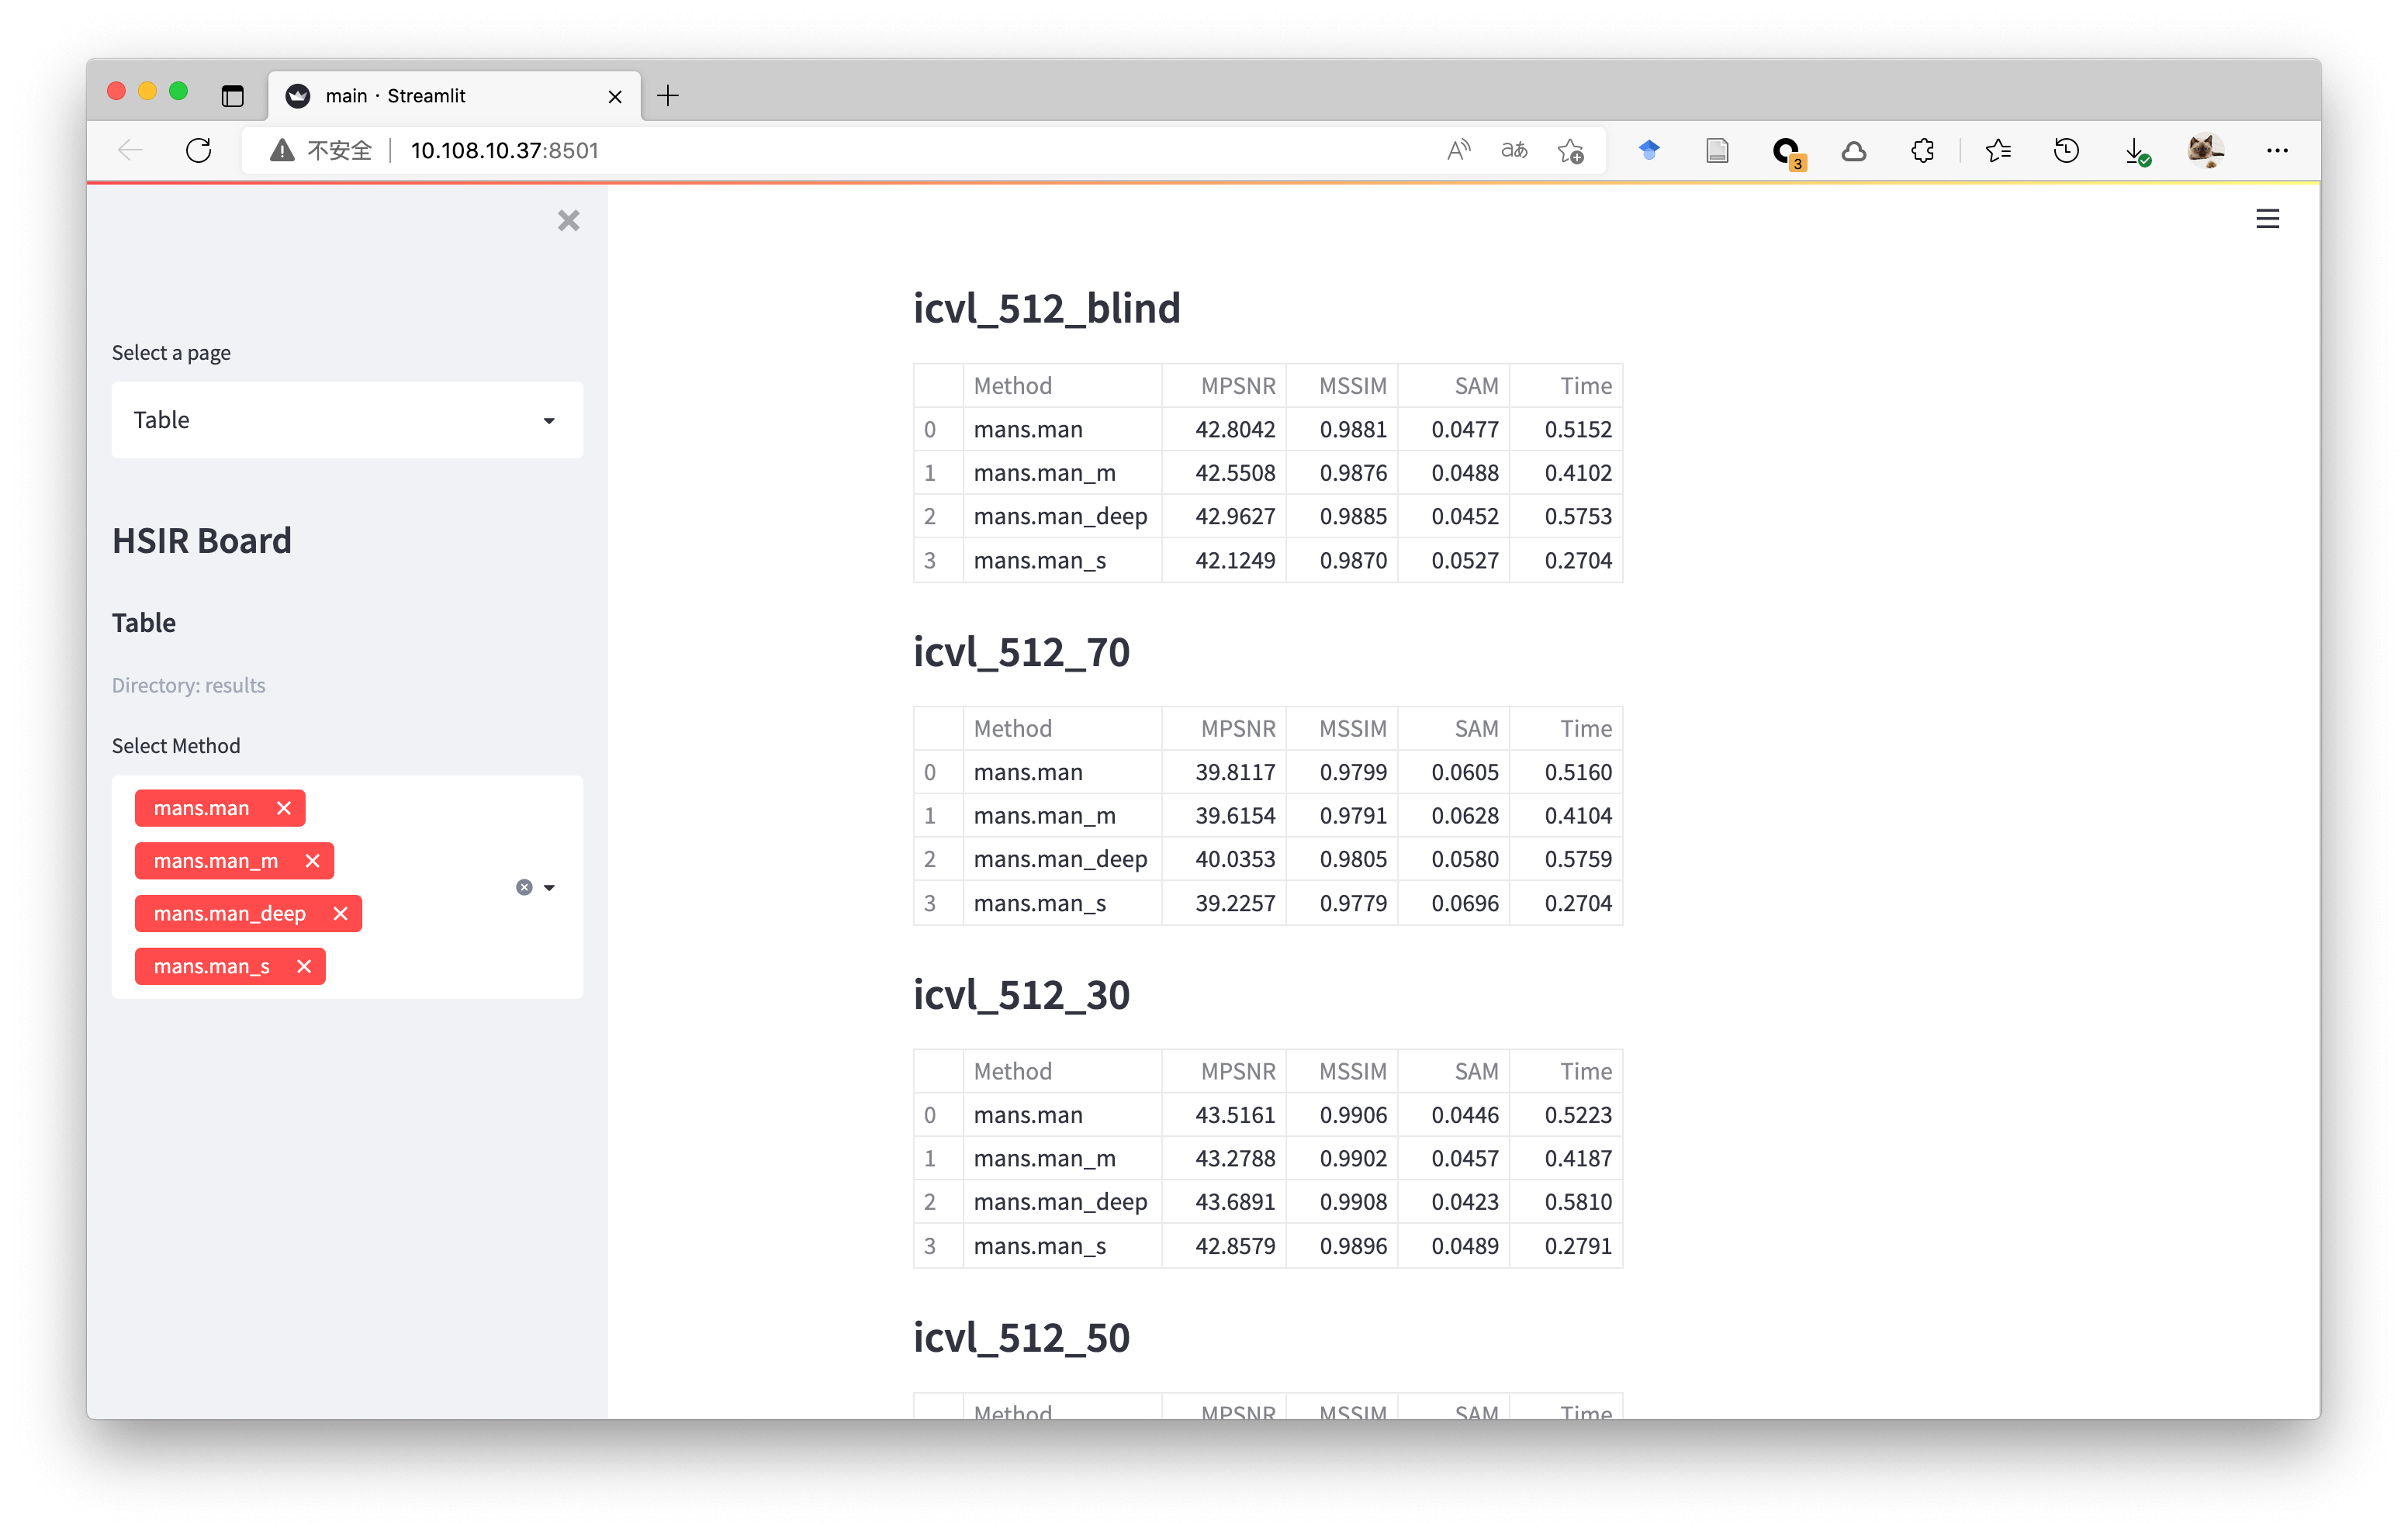 main · Streamlit
不安全 10.108.10.37:8501
A あ
3
Select a page
Table
HSIR Board
Table
Directory: results
Select Method
mans.man
mans.man_m
mans.man_deep
mans.man_s
icvl_512_blind
Method MPSNR MSSIM SAM Time
0 mans.man 42.8042 0.9881 0.0477 0.5152
1 mans.man_m 42.5508 0.9876 0.0488 0.4102
2 mans.man_deep 42.9627 0.9885 0.0452 0.5753
3 mans.man_s 42.1249 0.9870 0.0527 0.2704
icvl_512_70
Method MPSNR MSSIM SAM Time
0 mans.man 39.8117 0.9799 0.0605 0.5160
1 mans.man_m 39.6154 0.9791 0.0628 0.4104
2 mans.man_deep 40.0353 0.9805 0.0580 0.5759
3 mans.man_s 39.2257 0.9779 0.0696 0.2704
icvl_512_30
Method MPSNR MSSIM SAM Time
0 mans.man 43.5161 0.9906 0.0446 0.5223
1 mans.man_m 43.2788 0.9902 0.0457 0.4187
2 mans.man_deep 43.6891 0.9908 0.0423 0.5810
3 mans.man_s 42.8579 0.9896 0.0489 0.2791
icvl_512_50
Method MPSNR MSSIM SAM Time